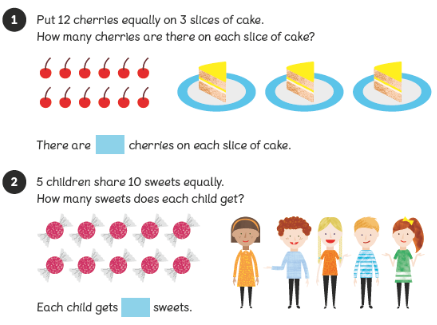 1
Put 12 cherries equally on 3 slices of cake.
How many cherries are there on each slice of cake?
There are cherries on each slice of cake.
2
5 children share 10 sweets equally.
How many sweets does each child get?
Each child gets sweets.